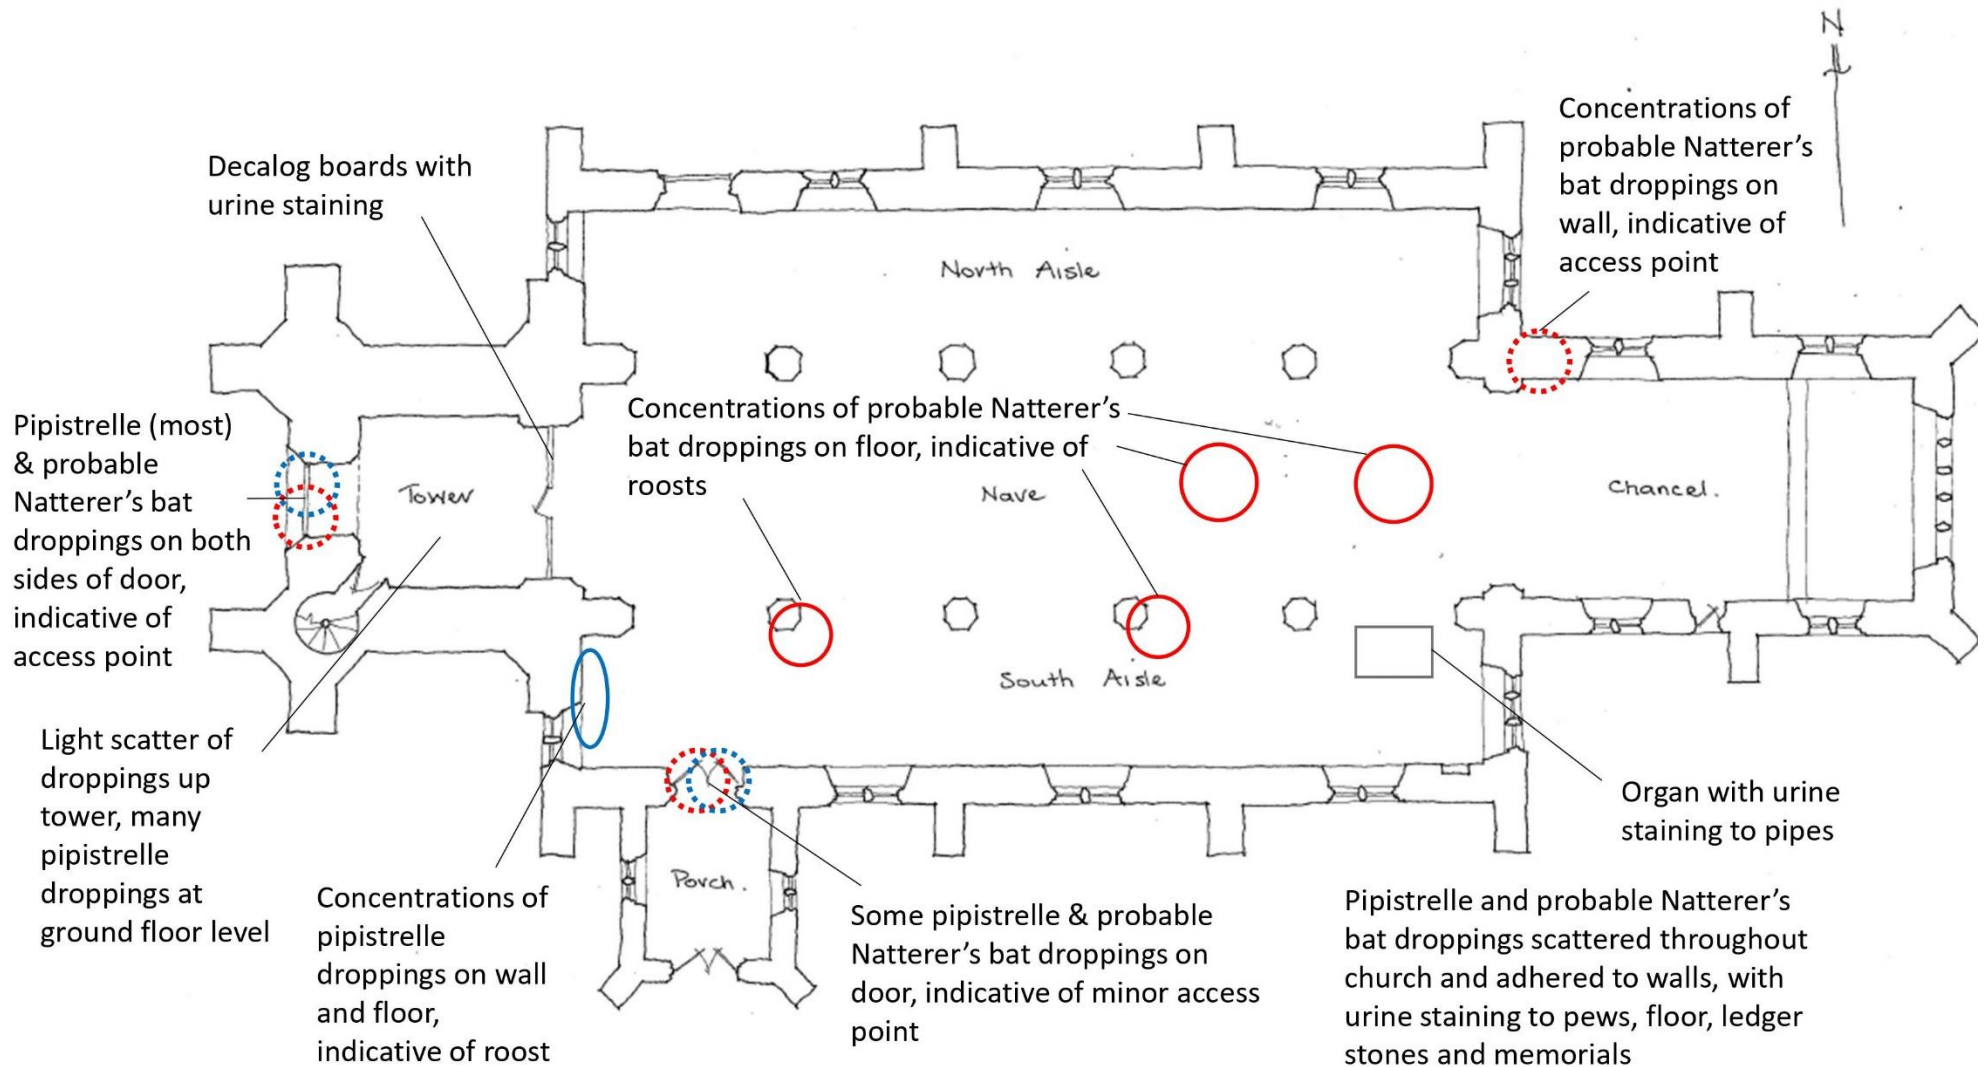 N
Concentrations of
probable Natterer's
bat droppings on
wall, indicative of
access point
Decalog boards with
urine staining
North Aisle
Concentrations of probable Natterer's
bat droppings on floor, indicative of
roosts
Pipistrelle (most)
& probable
Natterer's bat
droppings on both
sides of door,
indicative of
access point
Tower
Nave
Chancel.
South Aisle
Light scatter of
droppings up
tower, many
pipistrelle
droppings at
ground floor level
Organ with urine
staining to pipes
Porch.
Concentrations of
pipistrelle
droppings on wall
and floor,
indicative of roost
Some pipistrelle & probable
Natterer's bat droppings on
door, indicative of minor access
point
Pipistrelle and probable Natterer's
bat droppings scattered throughout
church and adhered to walls, with
urine staining to pews, floor, ledger
stones and memorials